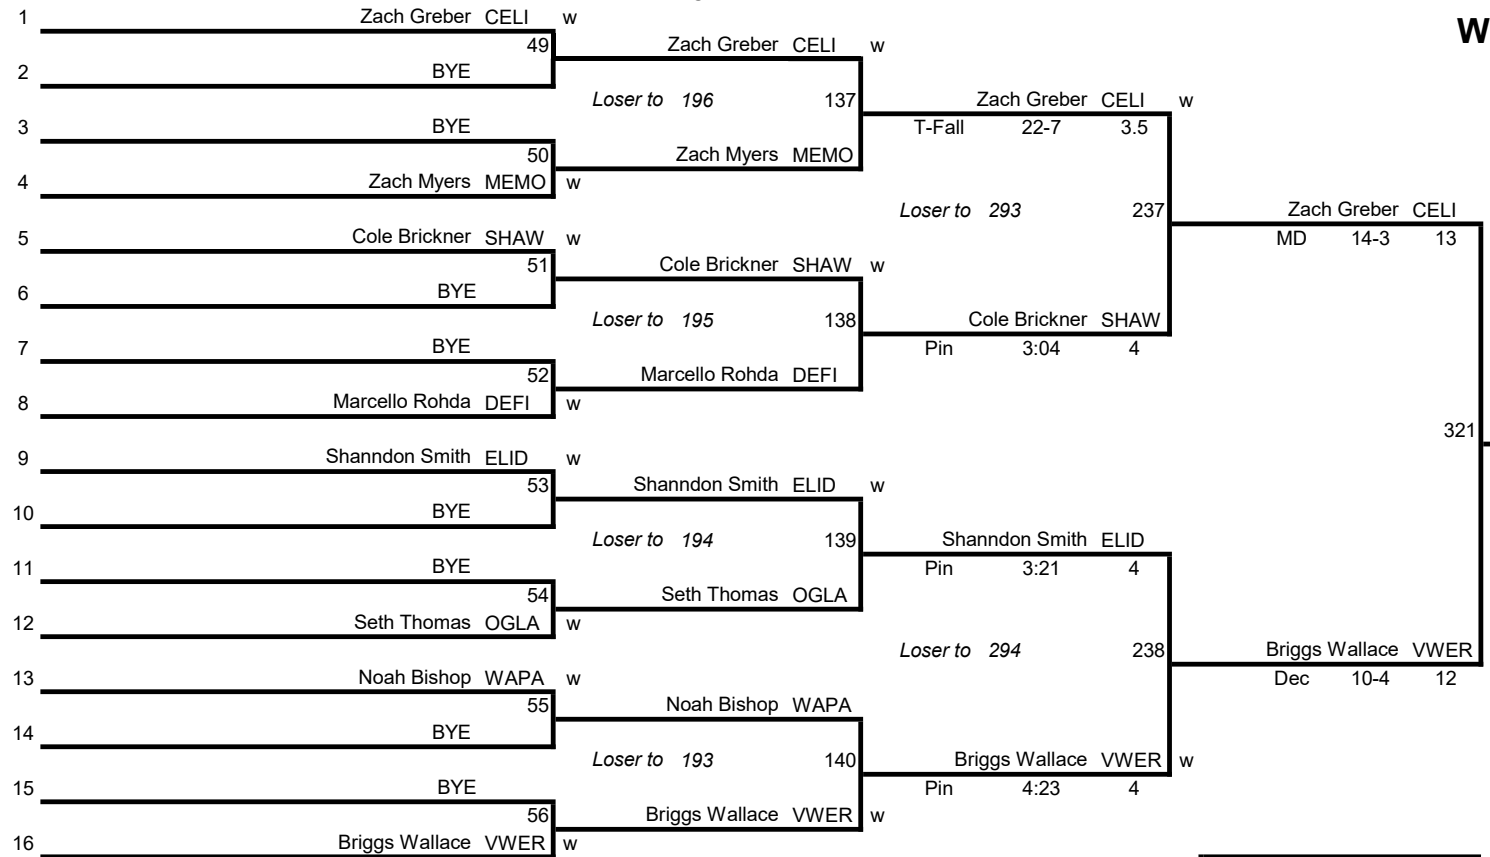 1 Zach Greber CELI w
W
49 Zach Greber CELI w
2 BYE
Loser to 196 137 Zach Greber CELI w
3 BYE T-Fall 22-7 3.5
50 Zach Myers MEMO
4 Zach Myers MEMO w
Loser to 293 237 Zach Greber CELI
5 Cole Brickner SHAW w MD 14-3 13
51 Cole Brickner SHAW w
6 BYE
Loser to 195 138 Cole Brickner SHAW
7 BYE Pin 3:04 4
52 Marcello Rohda DEFI
8 Marcello Rohda DEFI w
321
9 Shanndon Smith ELID w
53 Shanndon Smith ELID w
10 BYE
Loser to 194 139 Shanndon Smith ELID
11 BYE Pin 3:21 4
54 Seth Thomas OGLA
12 Seth Thomas OGLA w
Loser to 294 238 Briggs Wallace VWER
13 Noah Bishop WAPA w Dec 10-4 12
55 Noah Bishop WAPA
14 BYE
Loser to 193 140 Briggs Wallace VWER w
15 BYE Pin 4:23 4
56 Briggs Wallace VWER w
16 Briggs Wallace VWER w